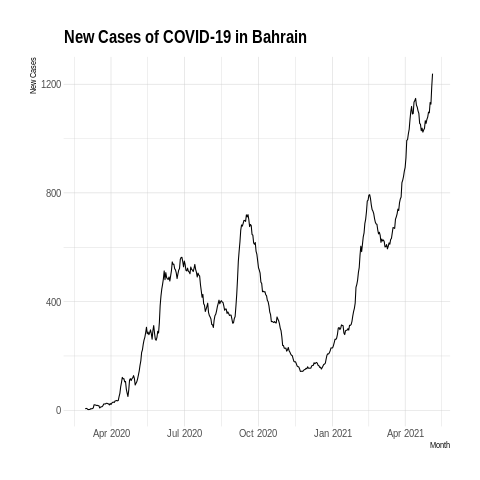 New Cases of COVID-19 in Bahrain
New Cases
1200
800
400
0
Apr 2020 Jul 2020 Oct 2020 Jan 2021 Apr 2021
Month